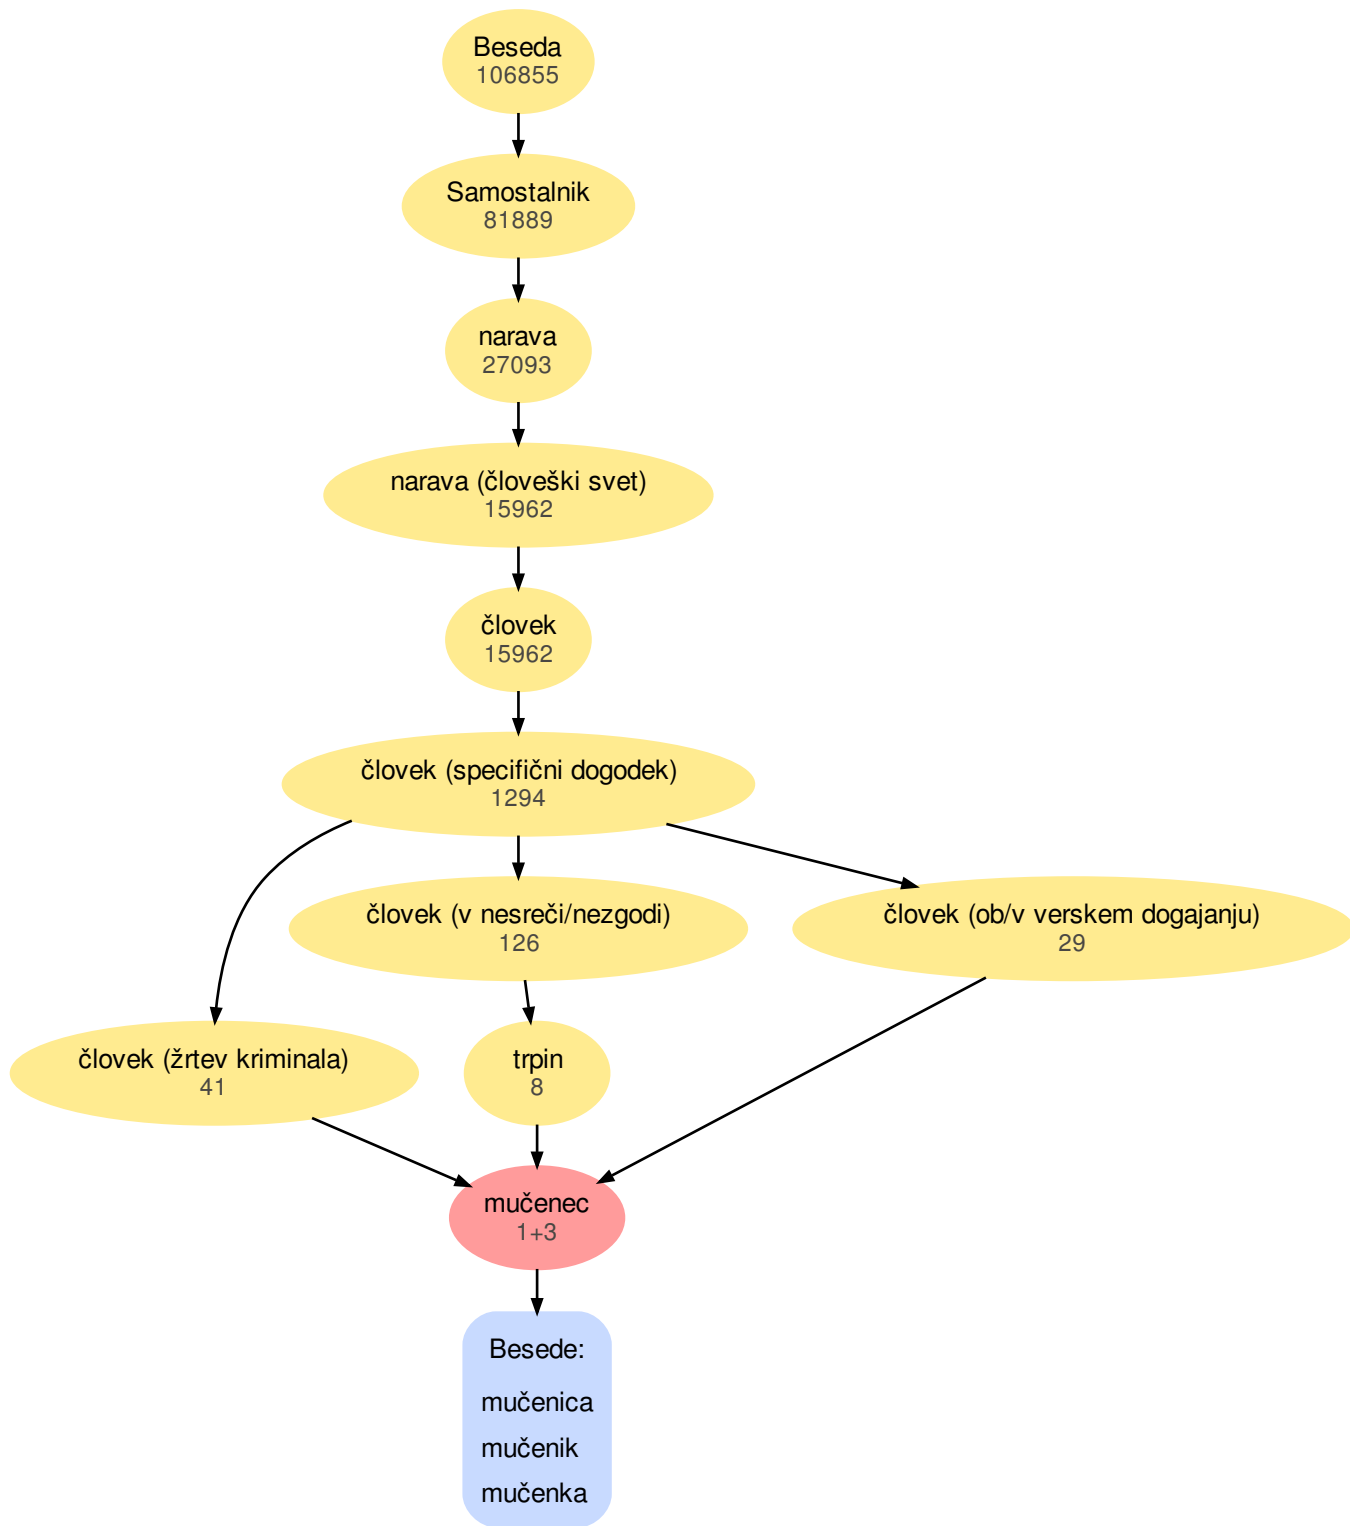 Beseda
106855
Samostalnik
81889
narava
27093
narava (človeški svet)
15962
človek
15962
človek (specifični dogodek)
1294
človek (v nesreči/nezgodi)
126
človek (ob/v verskem dogajanju)
29
človek (žrtev kriminala)
41
trpin
8
mučenec
1+3
Besede:
mučenica
mučenik
mučenka